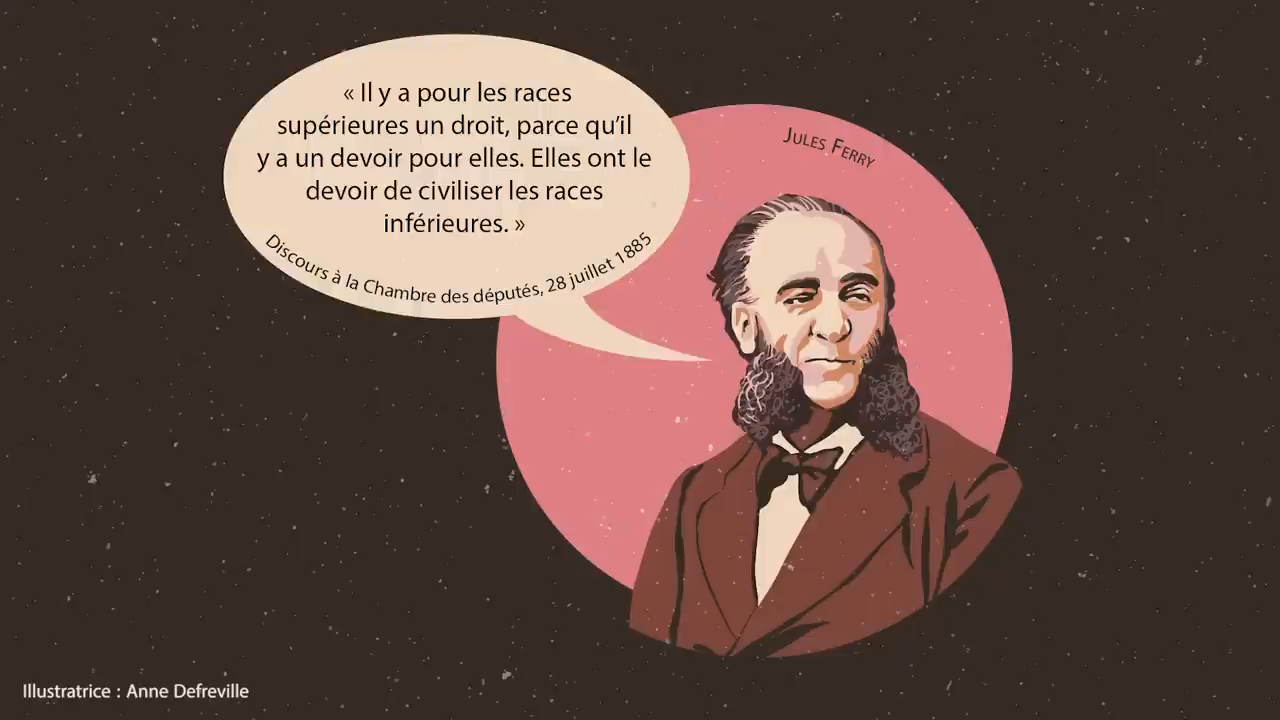 « Il y a pour les races
supérieures un droit, parce qu'il
y a un devoir pour elles. Elles ont le
devoir de civiliser les races
inférieures. »
Discours à la Chambre des députés, 28 juillet 1885
Jules Ferry
Illustratrice : Anne Defreville